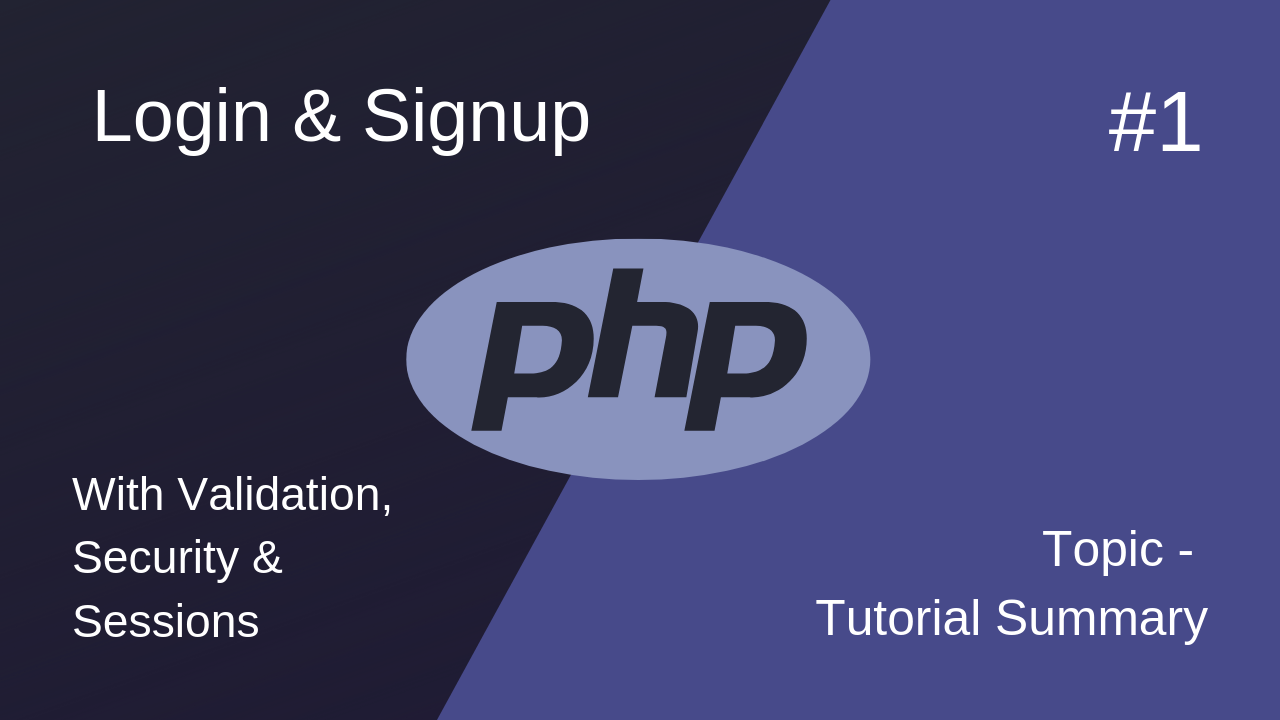 Login & Signup
#1
php
With Validation,
Security &
Sessions
Topic -
Tutorial Summary